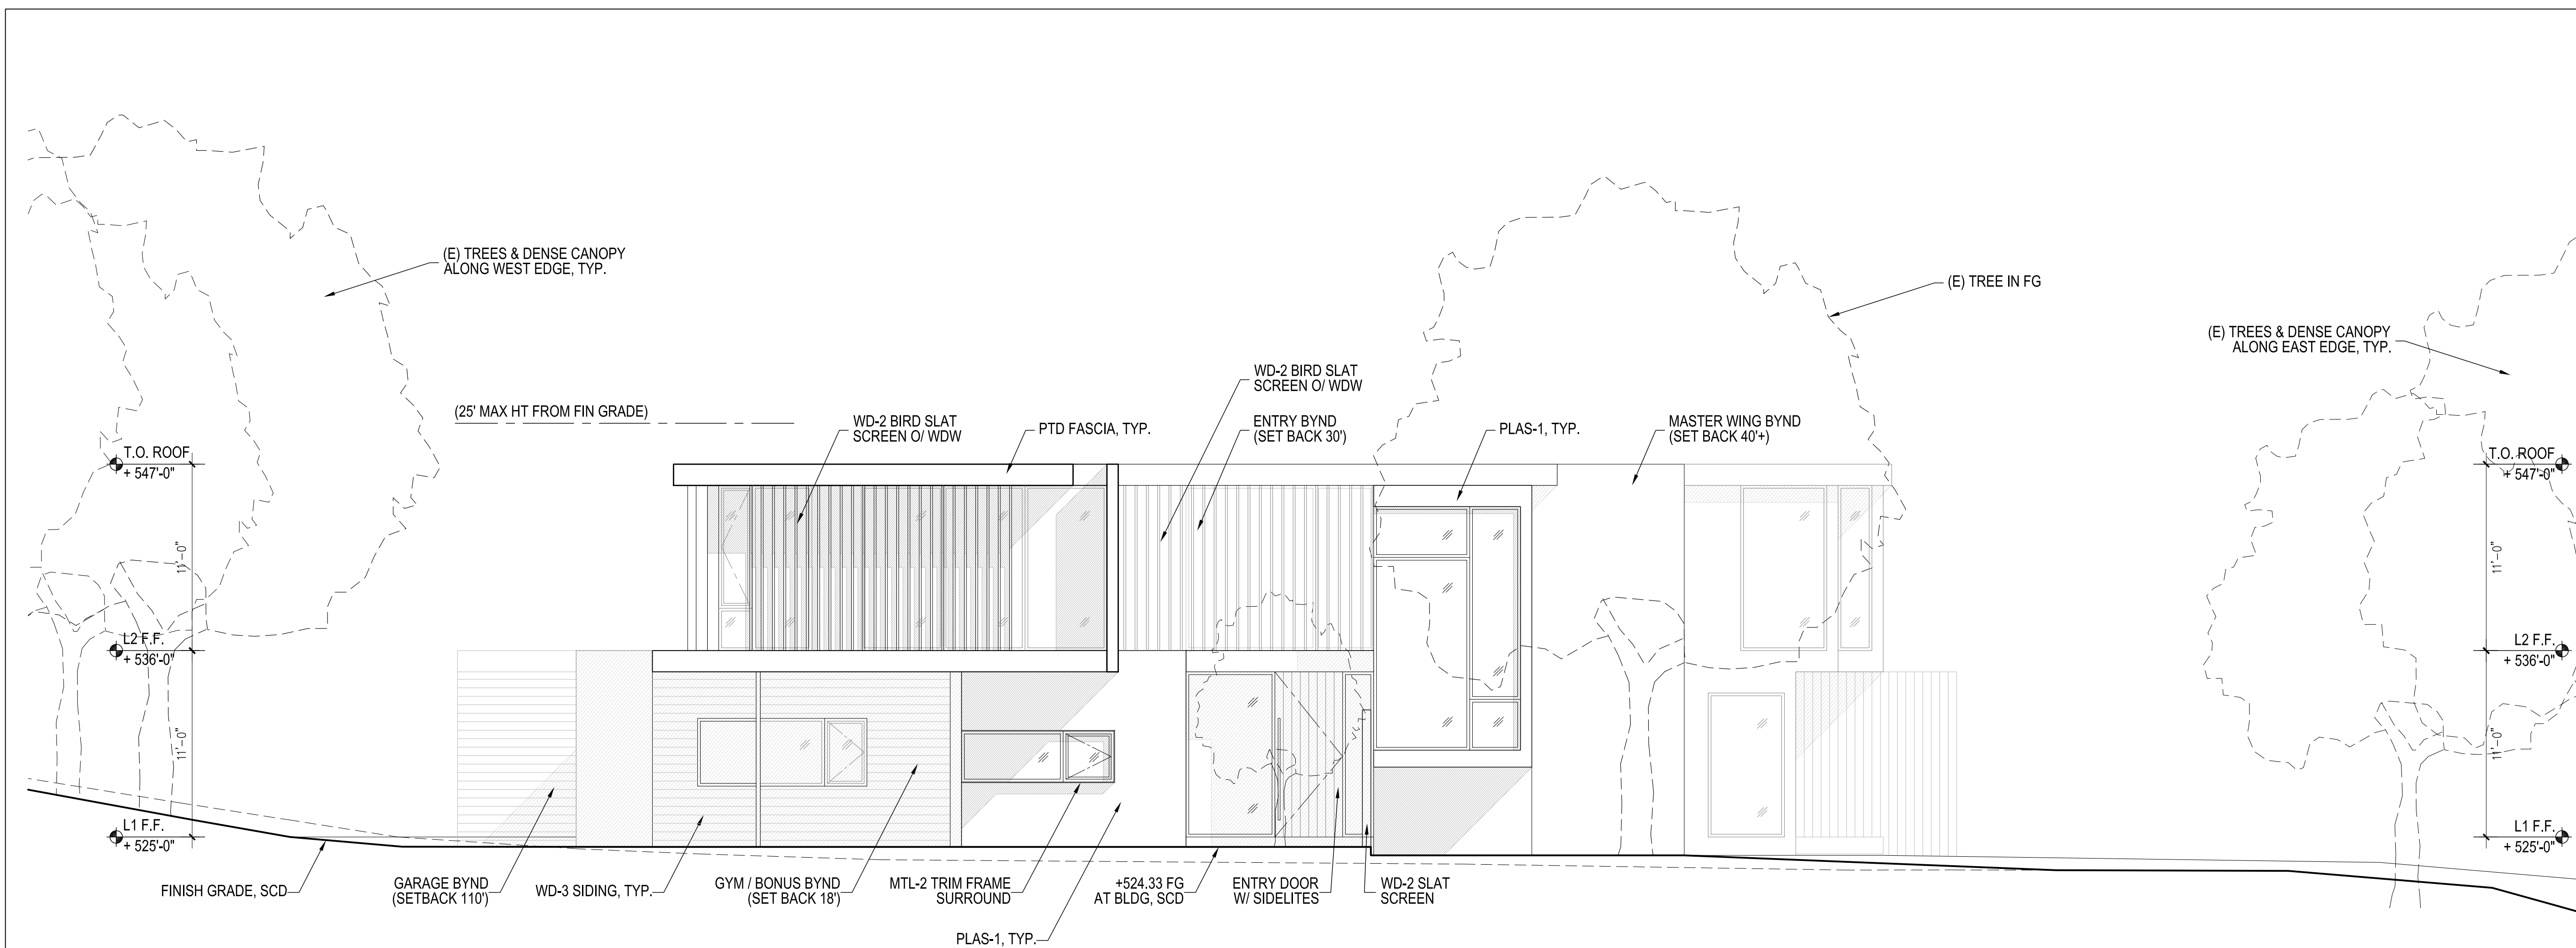 (E) TREES & DENSE CANOPY
ALONG WEST EDGE, TYP.
(E) TREE IN FG
(E) TREES & DENSE CANOPY
ALONG EAST EDGE, TYP.
(25' MAX HT FROM FIN GRADE)
WD-2 BIRD SLAT
SCREEN O/ WDW
PTD FASCIA, TYP.
WD-2 BIRD SLAT
SCREEN O/ WDW
ENTRY BYND
(SET BACK 30')
PLAS-1, TYP.
MASTER WING BYND
(SET BACK 40'+)
T.O. ROOF
+ 547'-0"
T.O. ROOF
+ 547'-0"
11'-0"
11'-0"
L2 F.F.
+ 536'-0"
L2 F.F.
+ 536'-0"
11'-0"
11'-0"
L1 F.F.
+ 525'-0"
L1 F.F.
+ 525'-0"
FINISH GRADE, SCD
GARAGE BYND
(SETBACK 110')
WD-3 SIDING, TYP.
GYM / BONUS BYND
(SET BACK 18')
MTL-2 TRIM FRAME
SURROUND
+524.33 FG
AT BLDG, SCD
ENTRY DOOR
W/ SIDELITES
WD-2 SLAT
SCREEN
PLAS-1, TYP.